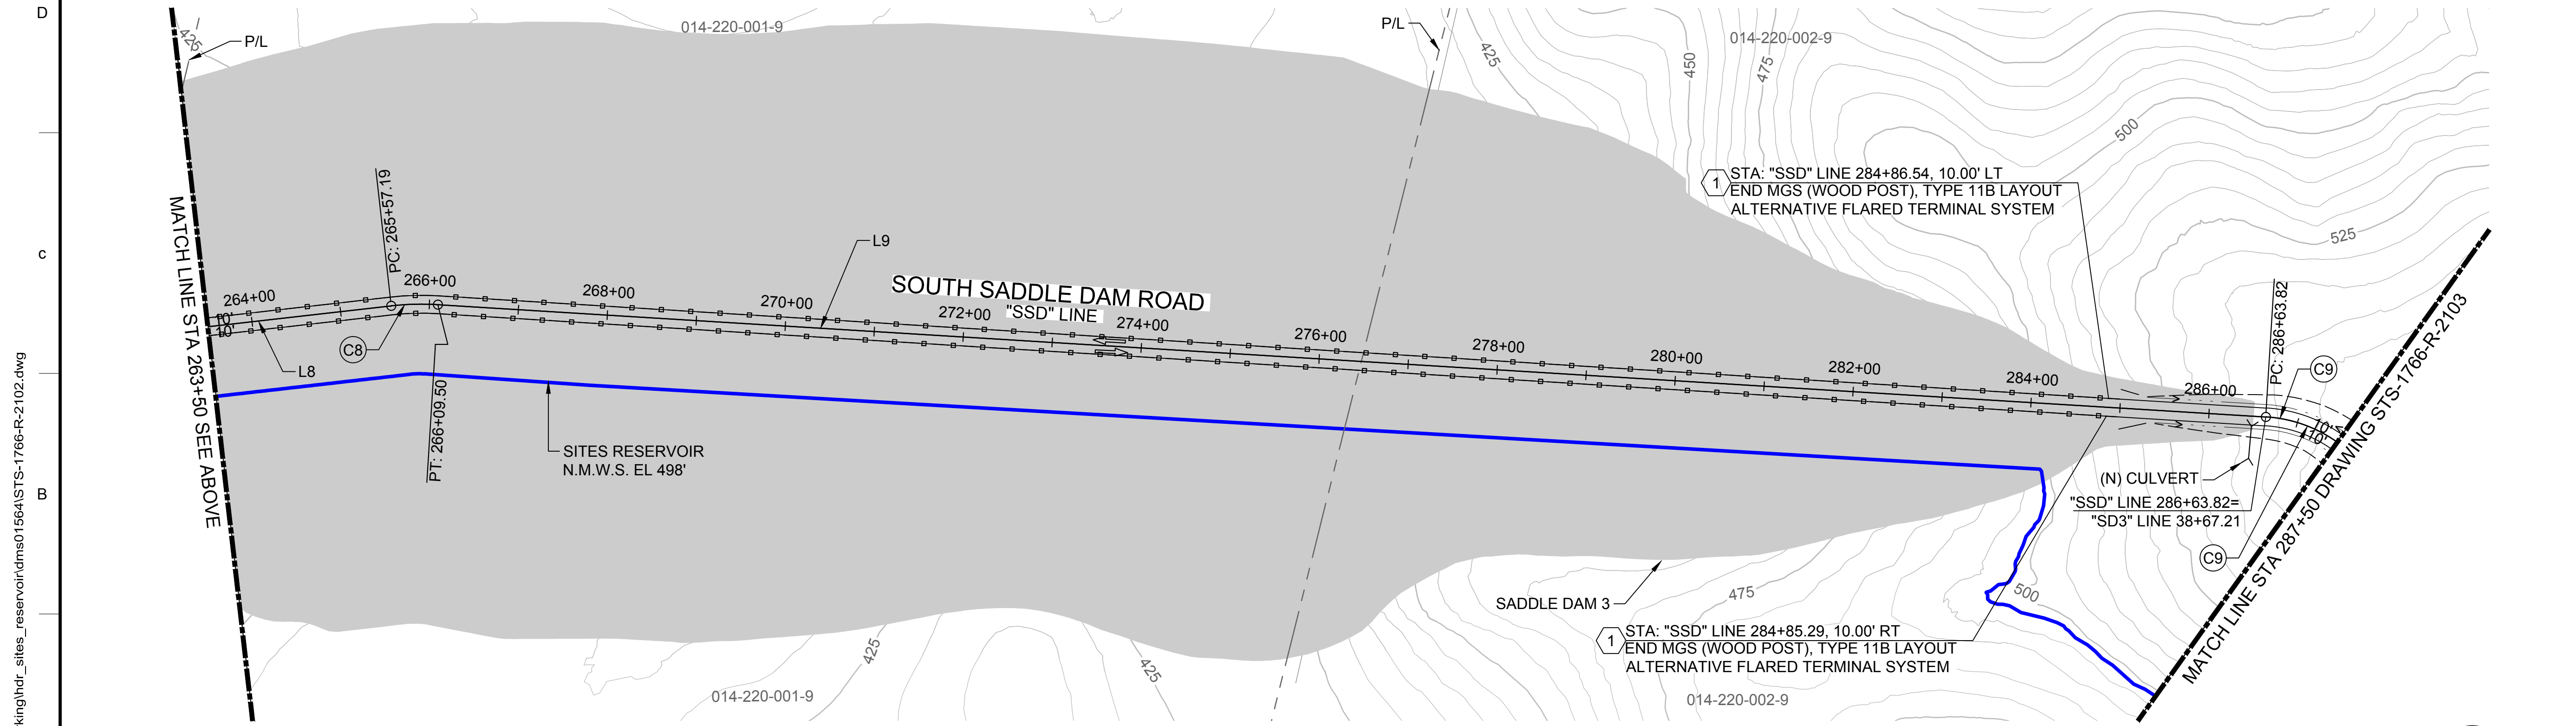 D
C
B
rking\hdr_sites_reservoir\dms01564\STS-1766-R-2102.dwg
425
P/L
014-220-001-9
P/L
425
450
475
014-220-002-9
500
525
MATCH LINE STA 263+50 SEE ABOVE
PC: 265+57.19
264+00
266+00
268+00
270+00
272+00
274+00
276+00
278+00
280+00
282+00
284+00
286+00
10'
10'
L9
SOUTH SADDLE DAM ROAD
"SSD" LINE
C8
L8
PT: 266+09.50
SITES RESERVOIR
N.M.W.S. EL 498'
1
STA: "SSD" LINE 284+86.54, 10.00' LT
END MGS (WOOD POST), TYPE 11B LAYOUT
ALTERNATIVE FLARED TERMINAL SYSTEM
PC: 286+63.82
C9
10'
10'
(N) CULVERT
"SSD" LINE 286+63.82=
"SD3" LINE 38+67.21
C9
MATCH LINE STA 287+50 DRAWING STS-1766-R-2103
475
500
SADDLE DAM 3
1
STA: "SSD" LINE 284+85.29, 10.00' RT
END MGS (WOOD POST), TYPE 11B LAYOUT
ALTERNATIVE FLARED TERMINAL SYSTEM
425
425
014-220-001-9
014-220-002-9